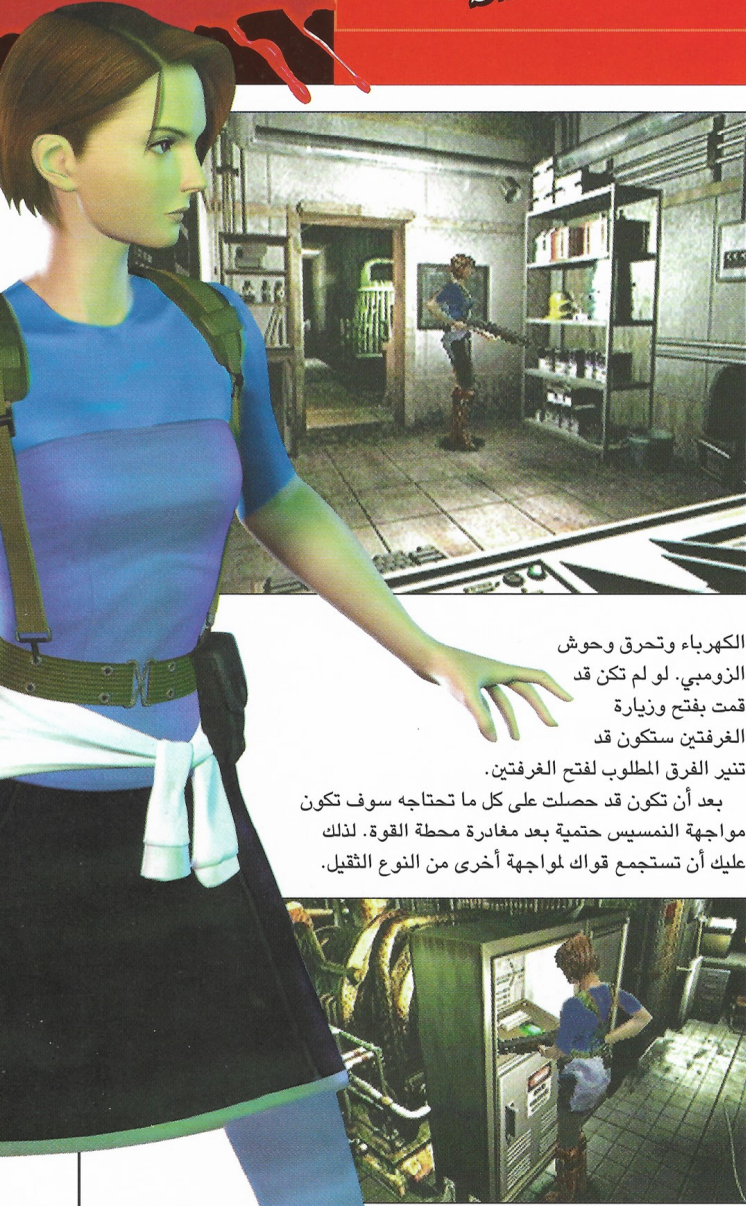 الكهرباء وتحرق وحوش
الزومبي. لو لم تكن قد
قمت بفتح وزيارة
الغرفتين ستكون قد
تنير الفرق المطلوب لفتح الغرفتين.
بعد أن تكون قد حصلت على كل ما تحتاجه سوف تكون
مواجهة النمسيس حتمية بعد مغادرة محطة القوة. لذلك
عليك أن تستجمع قواك لمواجهة أخرى من النوع الثقيل.